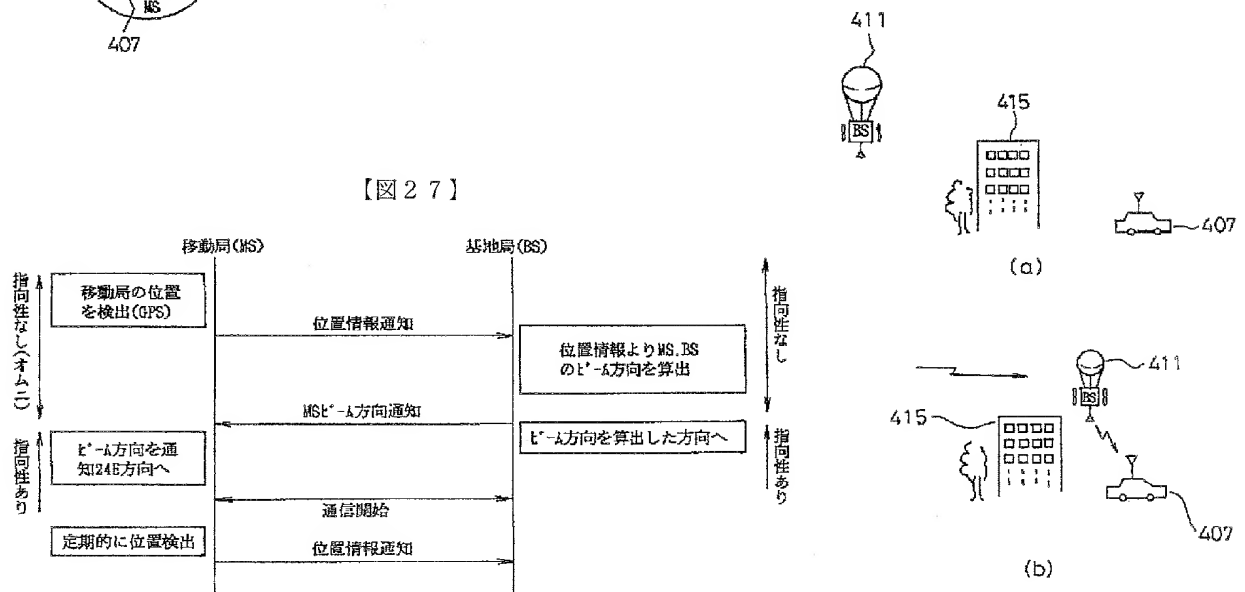 MS
407
【図27】
移動局(MS)
基地局(BS)
指向性なし(オムニ)
移動局の位置
を検出(GPS)
位置情報通知
位置情報よりMS.BS
のビーム方向を算出
指向性なし
MSビーム方向通知
ビーム方向を算出した方向へ
指向性あり
ビーム方向を通
方向へ
指向性あり
通信開始
定期的に位置検出
位置情報通知
411
BS
415
407
(a)
411
BS
415
407
(b)